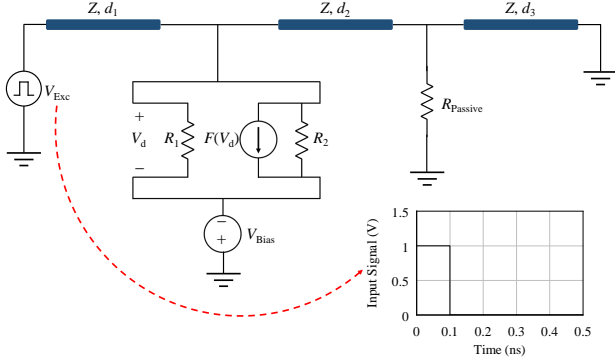 Z, d1 Z, d2 Z, d3
VExc
+
Vd R1 F(Vd) R2
−
RPassive
−
+
VBias
Input Signal (V)
1.5
1
0.5
0
0 0.1 0.2 0.3 0.4 0.5
Time (ns)